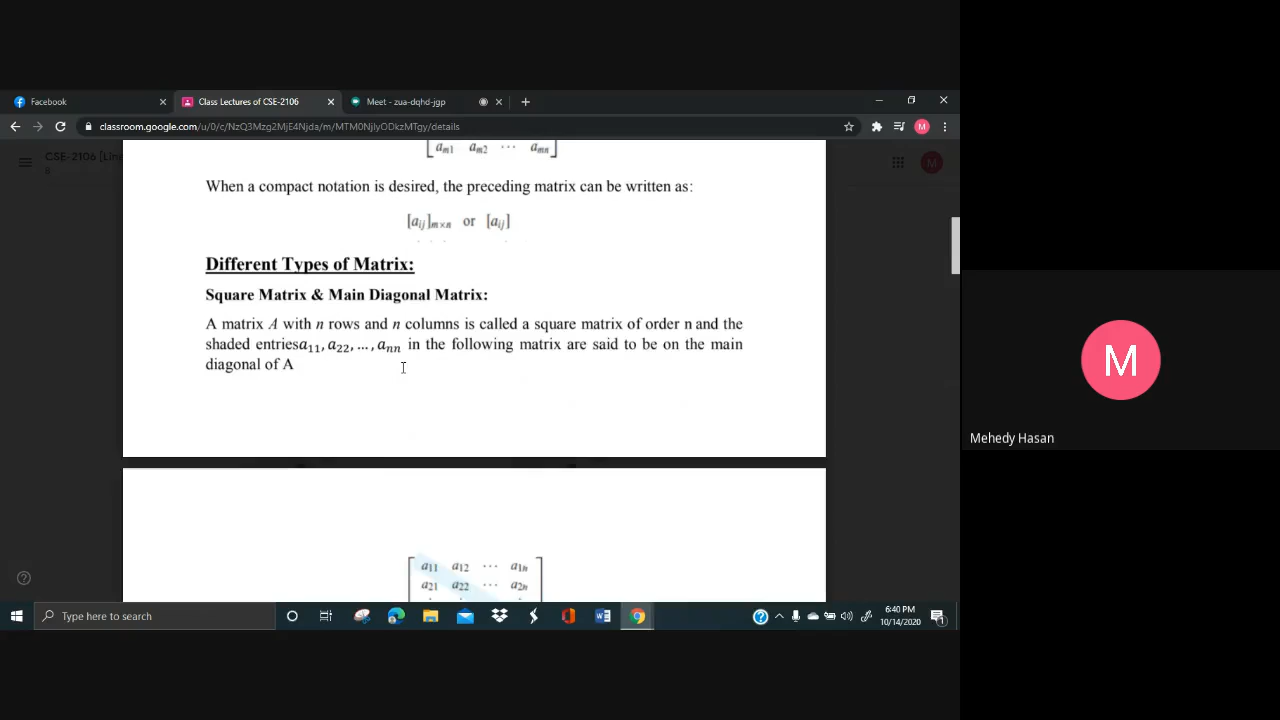 Facebook
Class Lectures of CSE-2106
Meet - zua-dqhd-jgp
classroom.google.com/u/0/c/NzQ3Mzg2MjE4Njda/m/MTM0NjIyODkzMTgy/details
M
CSE-2106 [Lin
M
a_m1 a_m2 ⋯ a_mn
When a compact notation is desired, the preceding matrix can be written as:
[a_ij]_m×n or [a_ij]
Different Types of Matrix:
Square Matrix & Main Diagonal Matrix:
A matrix A with n rows and n columns is called a square matrix of order n and the
shaded entriesa_11, a_22, …, a_nn in the following matrix are said to be on the main
diagonal of A
a_11 a_12 ⋯ a_1n
a_21 a_22 ⋯ a_2n
M
Mehedy Hasan
Type here to search
6:40 PM
10/14/2020